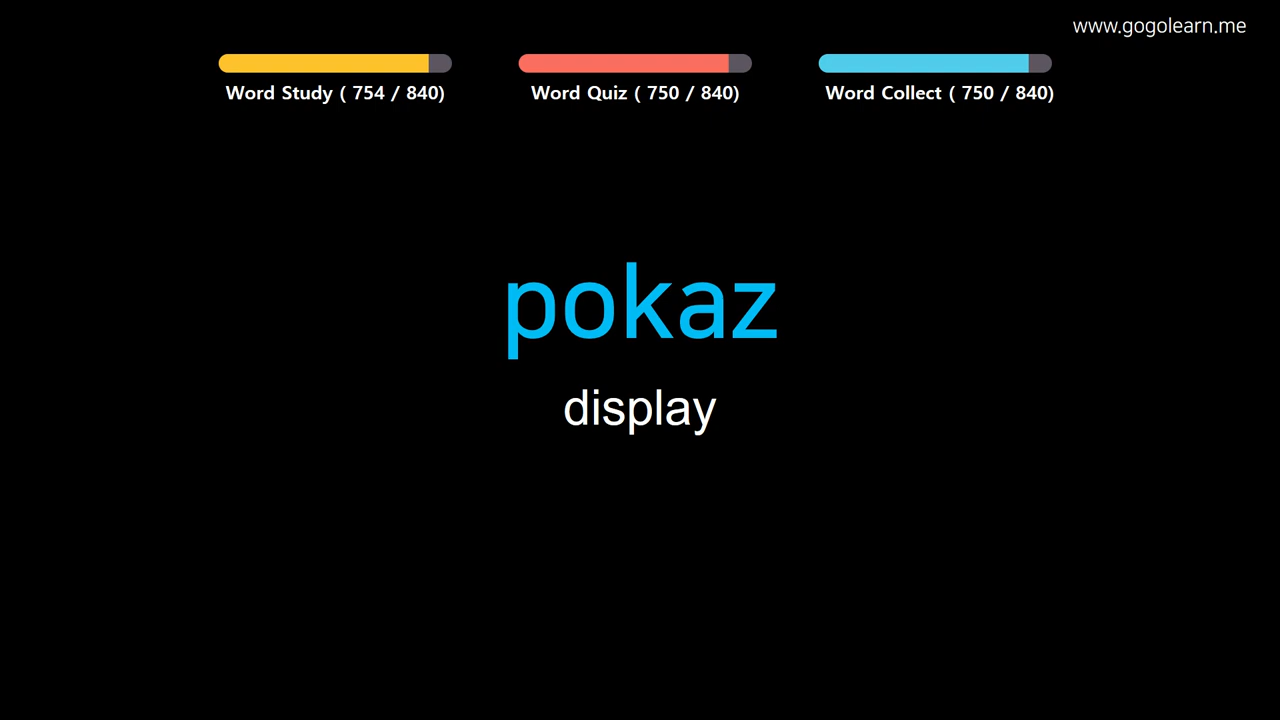 www.gogolearn.me
Word Study ( 754 / 840)
Word Quiz ( 750 / 840)
Word Collect ( 750 / 840)
pokaz
display